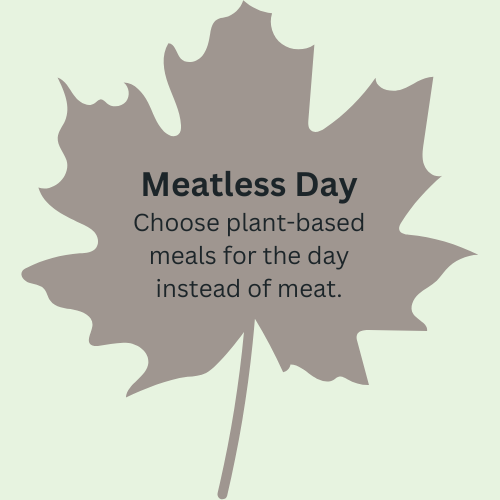 Meatless Day
Choose plant-based
meals for the day
instead of meat.